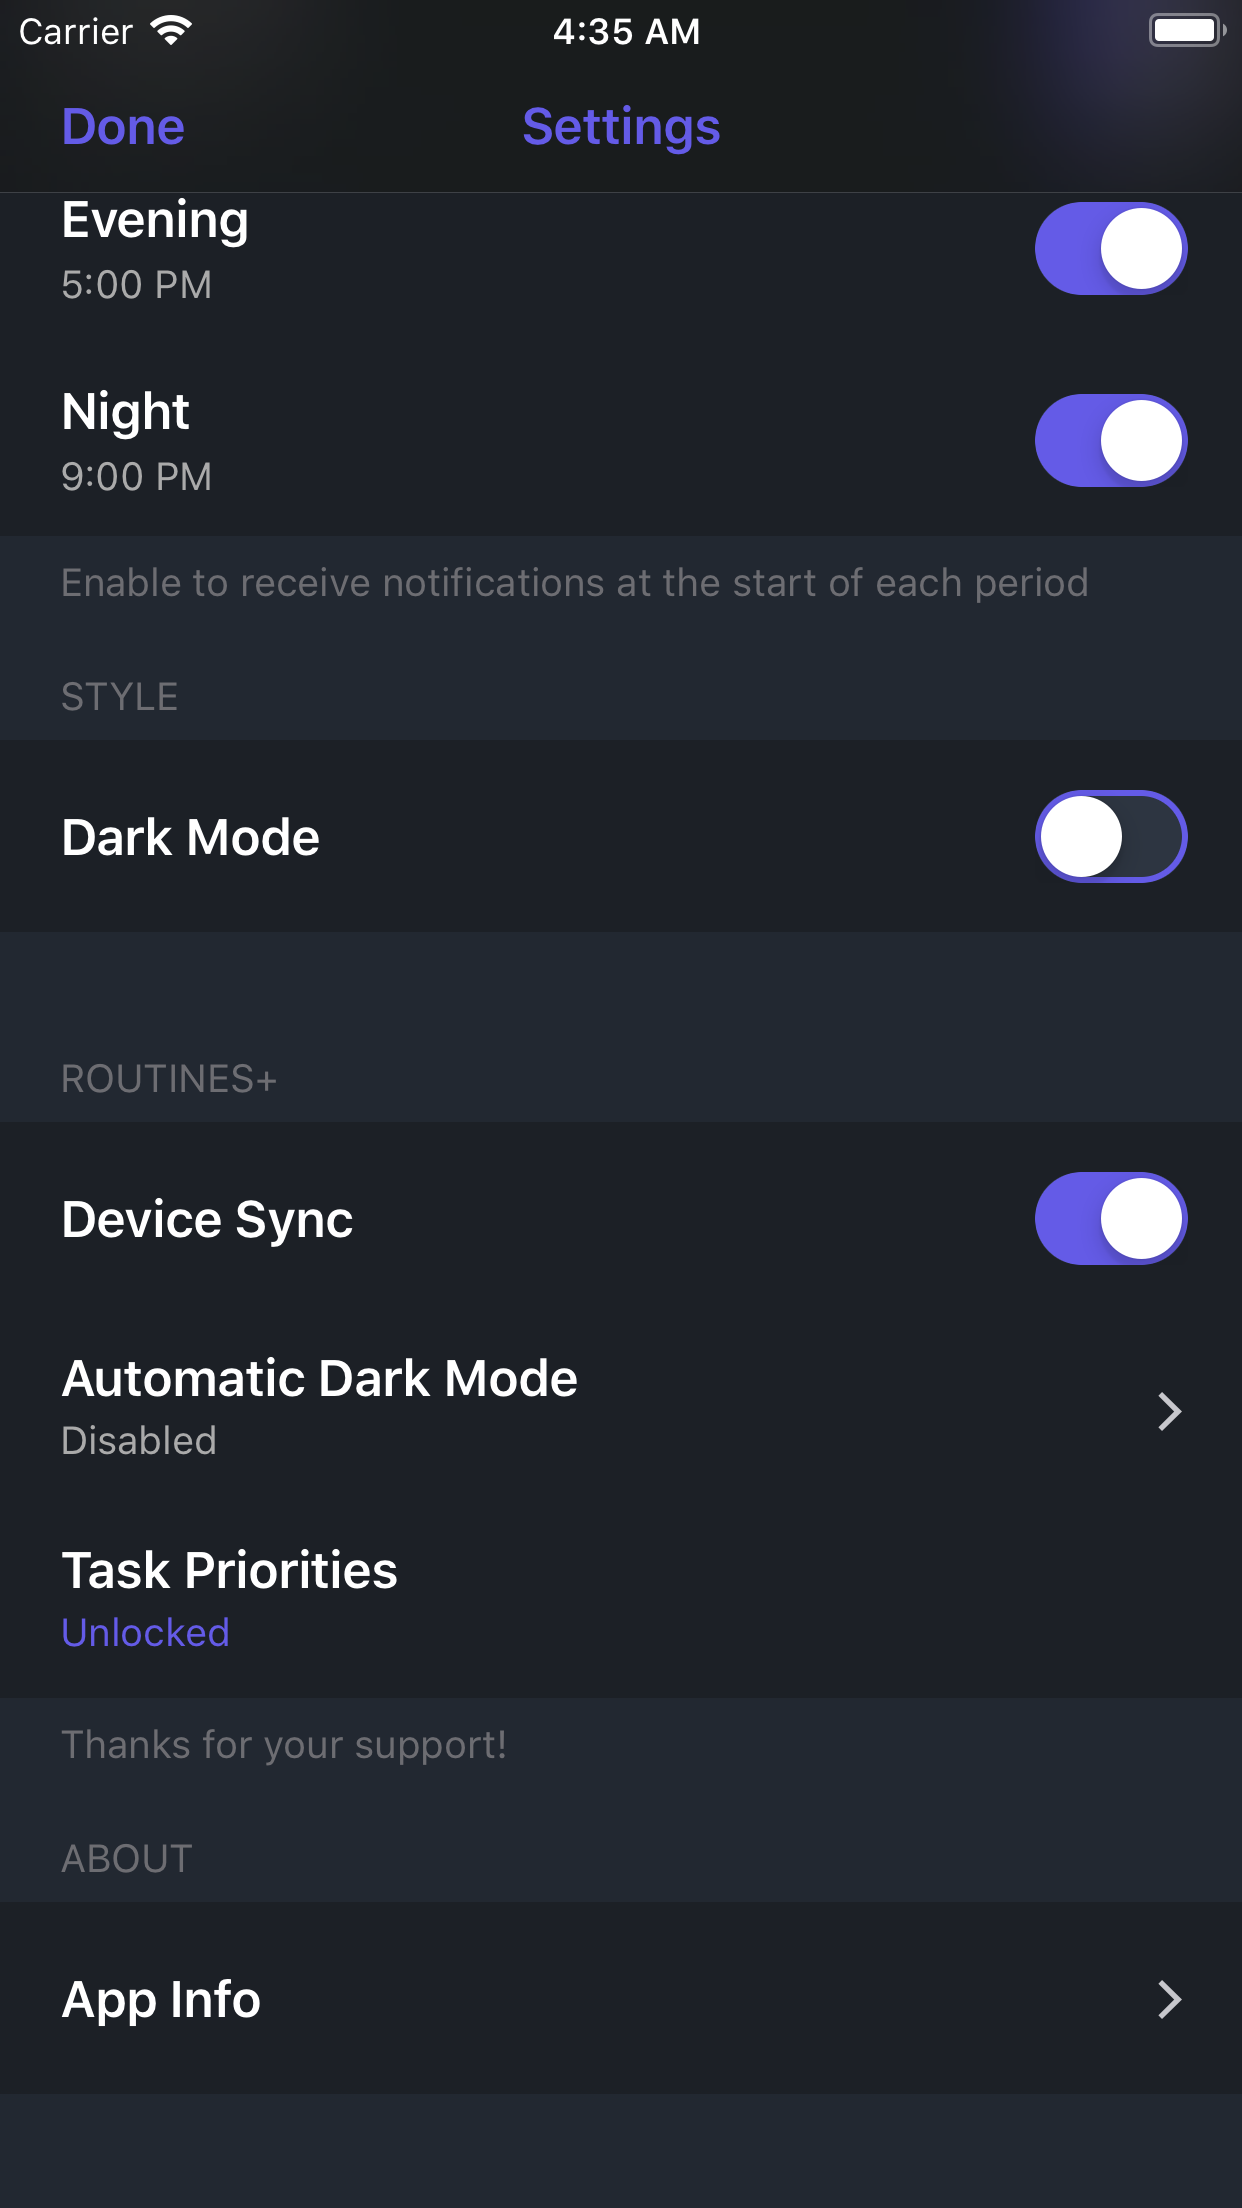 Carrier 4:35 AM
Done Settings
Evening
5:00 PM
Night
9:00 PM
Enable to receive notifications at the start of each period
STYLE
Dark Mode
ROUTINES+
Device Sync
Automatic Dark Mode
Disabled
Task Priorities
Unlocked
Thanks for your support!
ABOUT
App Info